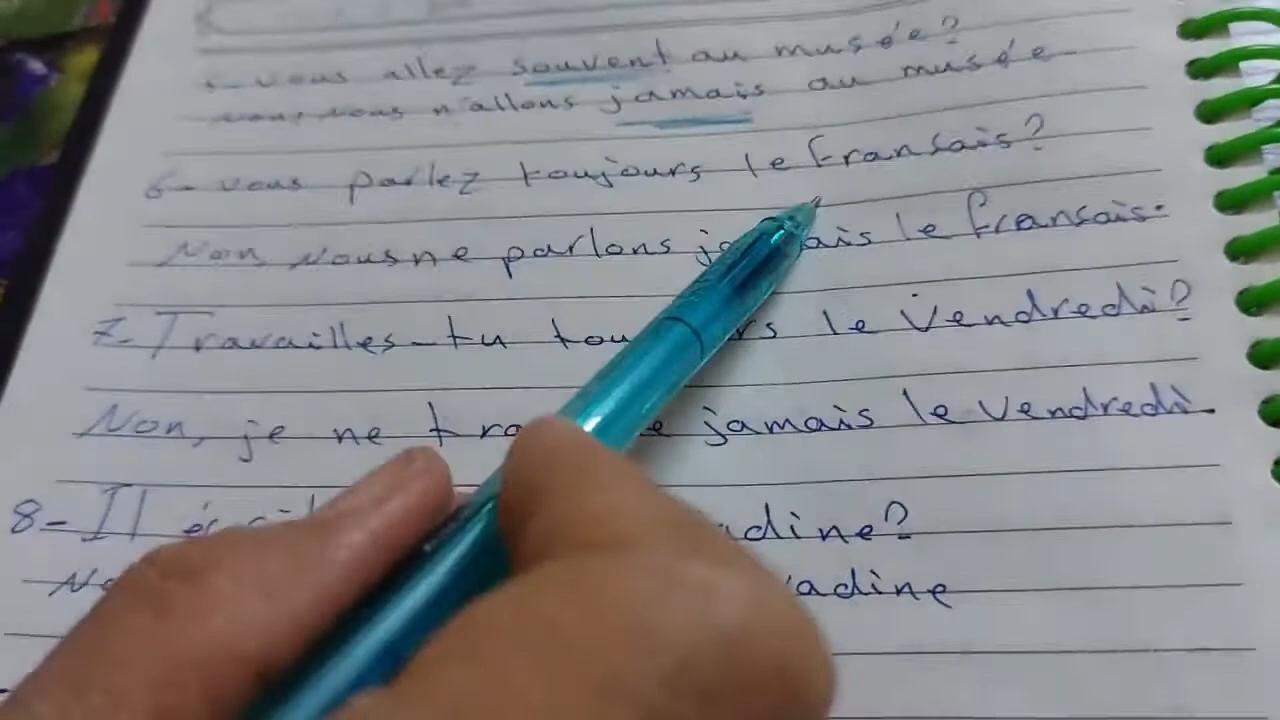 vous allez souvent au musée?
nous n'allons jamais au musée
6- vous parlez toujours le fransais?
Non, Nous ne parlons jamais le fransais.
7- Travailles-tu le Vendredi?
Non, je ne jamais le vendredi.
8- Il